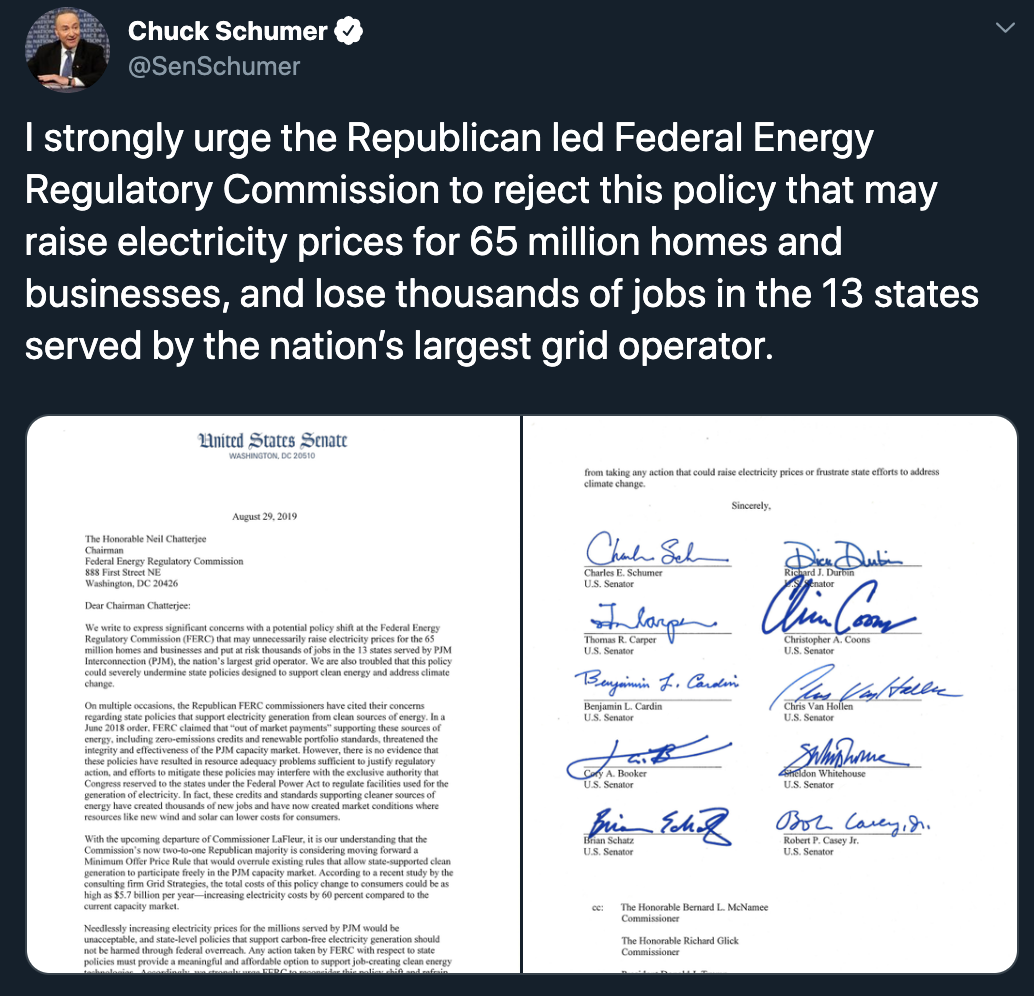 Chuck Schumer
@SenSchumer
I strongly urge the Republican led Federal Energy
Regulatory Commission to reject this policy that may
raise electricity prices for 65 million homes and
businesses, and lose thousands of jobs in the 13 states
served by the nation's largest grid operator.
United States Senate
WASHINGTON, DC 20510
August 29, 2019
The Honorable Neil Chatterjee
Chairman
Federal Energy Regulatory Commission
888 First Street NE
Washington, DC 20426
Dear Chairman Chatterjee:
We write to express significant concerns with a potential policy shift at the Federal Energy
Regulatory Commission (FERC) that may unnecessarily raise electricity prices for the 65
million homes and businesses and put at risk thousands of jobs in the 13 states served by PJM
Interconnection (PJM), the nation's largest grid operator. We are also troubled that this policy
could severely undermine state policies designed to support clean energy and address climate
change.
On multiple occasions, the Republican FERC commissioners have cited their concerns
regarding state policies that support electricity generation from clean sources of energy. In a
June 2018 order, FERC claimed that "out of market payments" supporting these sources of
energy, including zero-emissions credits and renewable portfolio standards, threatened the
integrity and effectiveness of the PJM capacity market. However, there is no evidence that
these policies have resulted in resource adequacy problems sufficient to justify regulatory
action, and efforts to mitigate these policies may interfere with the exclusive authority that
Congress reserved to the states under the Federal Power Act to regulate facilities used for the
generation of electricity. In fact, these credits and standards supporting cleaner sources of
energy have created thousands of new jobs and have now created market conditions where
resources like new wind and solar can lower costs for consumers.
With the upcoming departure of Commissioner LaFleur, it is our understanding that the
Commission's now two-to-one Republican majority is considering moving forward a
Minimum Offer Price Rule that would overrule existing rules that allow state-supported clean
generation to participate freely in the PJM capacity market. According to a recent study by the
consulting firm Grid Strategies, the total costs of this policy change to consumers could be as
high as $5.7 billion per year—increasing electricity costs by 60 percent compared to the
current capacity market.
Needlessly increasing electricity prices for the millions served by PJM would be
unacceptable, and state-level policies that support carbon-free electricity generation should
not be harmed through federal overreach. Any action taken by FERC with respect to state
policies must provide a meaningful and affordable option to support job-creating clean energy
technologies. Accordingly, we strongly urge FERC to reconsider this policy shift and refrain
from taking any action that could raise electricity prices or frustrate state efforts to address
climate change.
Sincerely,
Charles E. Schumer
U.S. Senator
Richard J. Durbin
U.S. Senator
Thomas R. Carper
U.S. Senator
Christopher A. Coons
U.S. Senator
Benjamin L. Cardin
Benjamin L. Cardin
U.S. Senator
Chris Van Hollen
Chris Van Hollen
U.S. Senator
Cory A. Booker
U.S. Senator
Sheldon Whitehouse
U.S. Senator
Brian Schatz
Brian Schatz
U.S. Senator
Bob Casey, Jr.
Robert P. Casey Jr.
U.S. Senator
cc: The Honorable Bernard L. McNamee
Commissioner
The Honorable Richard Glick
Commissioner